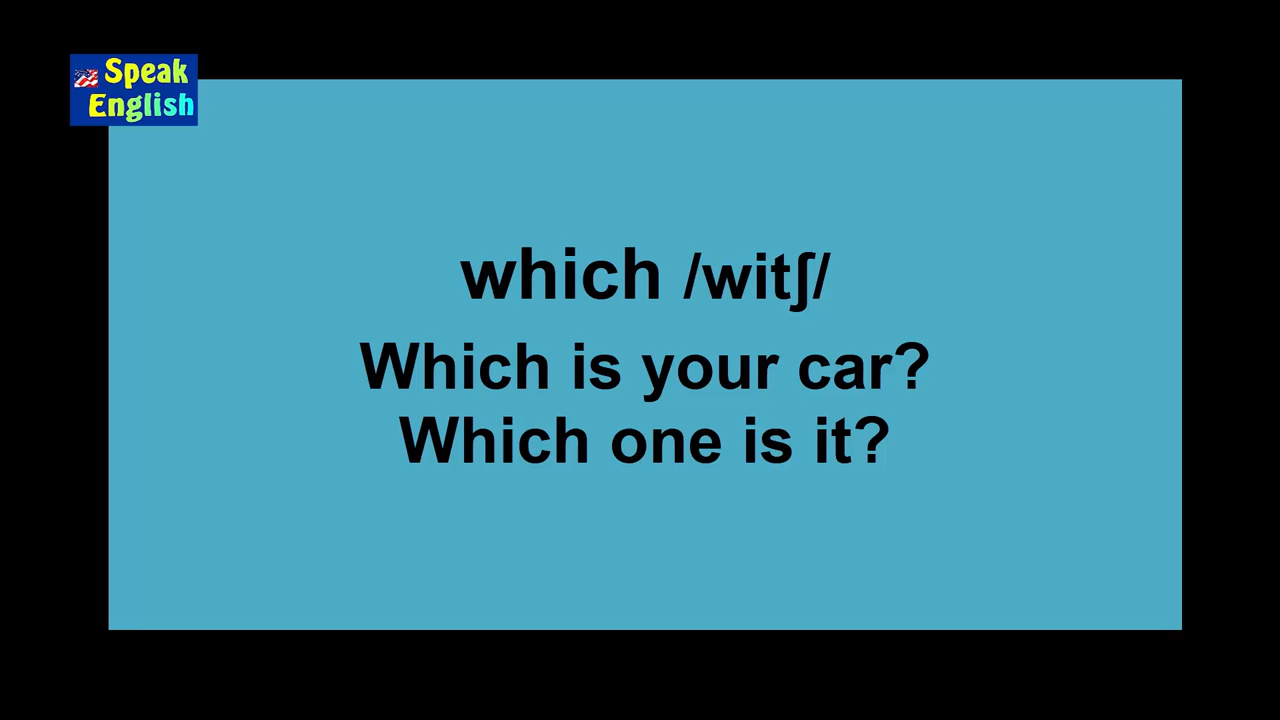 Speak
English
which /witʃ/
Which is your car?
Which one is it?